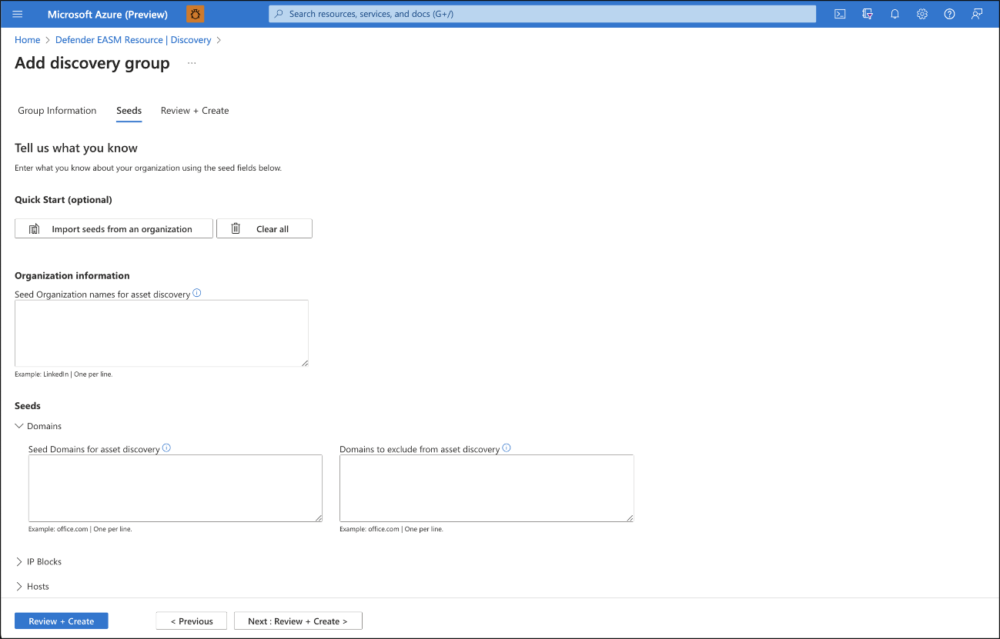 Microsoft Azure (Preview)
Search resources, services, and docs (G+/)
Home > Defender EASM Resource | Discovery >
Add discovery group ...
Group Information Seeds Review + Create
Tell us what you know
Enter what you know about your organization using the seed fields below.
Quick Start (optional)
Import seeds from an organization Clear all
Organization information
Seed Organization names for asset discovery
Example: LinkedIn | One per line.
Seeds
Domains
Seed Domains for asset discovery Domains to exclude from asset discovery
Example: office.com | One per line. Example: office.com | One per line.
IP Blocks
Hosts
Review + Create < Previous Next : Review + Create >